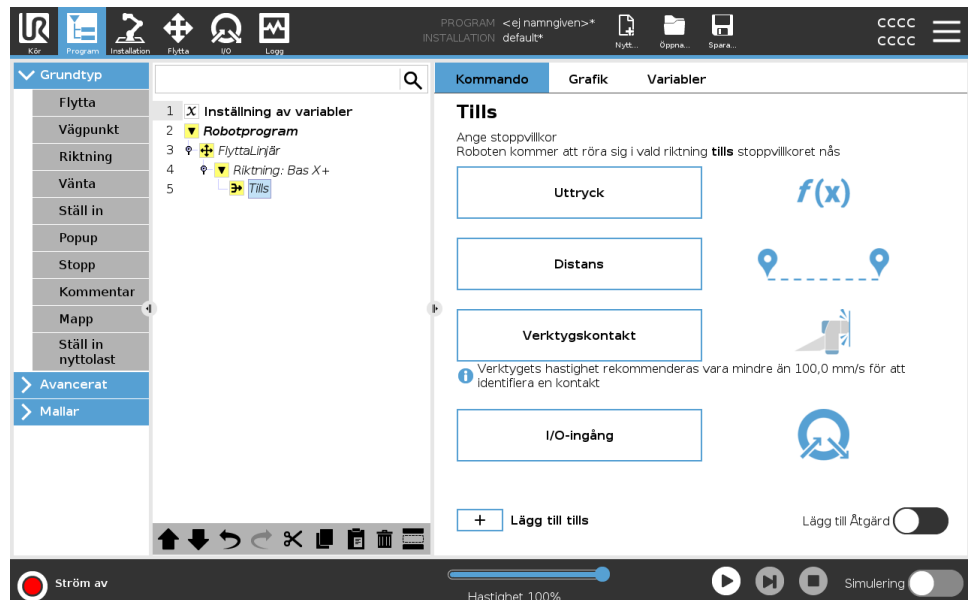 UR
PROGRAM <ej namngiven>*
INSTALLATION default*
cccc
cccc
Kör
Program
Installation
Flytta
I/O
Logg
Nytt...
Öppna...
Spara...
Grundtyp
Flytta
Vägpunkt
Riktning
Vänta
Ställ in
Popup
Stopp
Kommentar
Mapp
Ställ in
nyttolast
Avancerat
Mallar
1 X Inställning av variabler
2 Robotprogram
3 FlyttaLinjär
4 Riktning: Bas X+
5 Tills
Kommando Grafik Variabler
Tills
Ange stoppvillkor
Roboten kommer att röra sig i vald riktning tills stoppvillkoret nås
Uttryck
f(x)
Distans
Verktygskontakt
Verktygets hastighet rekommenderas vara mindre än 100,0 mm/s för att
identifiera en kontakt
I/O-ingång
+ Lägg till tills
Lägg till Åtgärd
Ström av
Hastighet 100%
Simulering